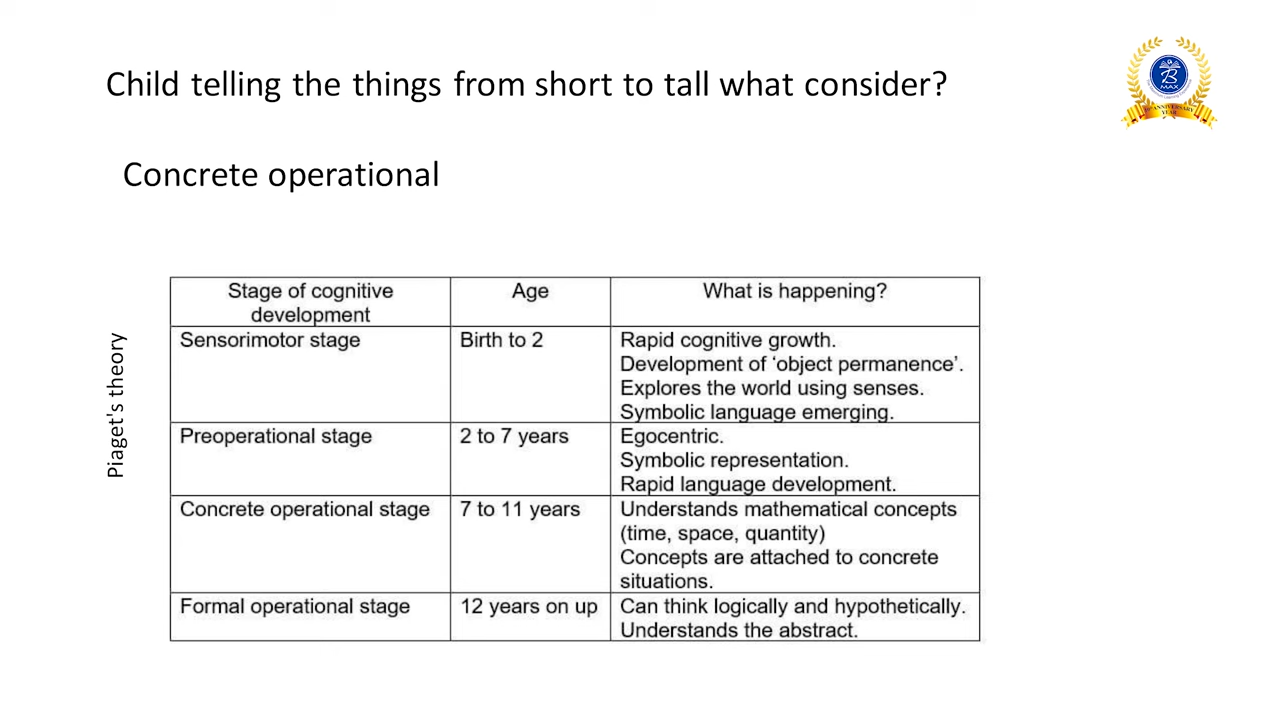 Child telling the things from short to tall what consider?
B
MAX
ANNIVERSARY
YEAR
Concrete operational
Piaget's theory
Stage of cognitive development Age What is happening?
Sensorimotor stage Birth to 2 Rapid cognitive growth.
Development of ‘object permanence’.
Explores the world using senses.
Symbolic language emerging.
Preoperational stage 2 to 7 years Egocentric.
Symbolic representation.
Rapid language development.
Concrete operational stage 7 to 11 years Understands mathematical concepts
(time, space, quantity)
Concepts are attached to concrete
situations.
Formal operational stage 12 years on up Can think logically and hypothetically.
Understands the abstract.